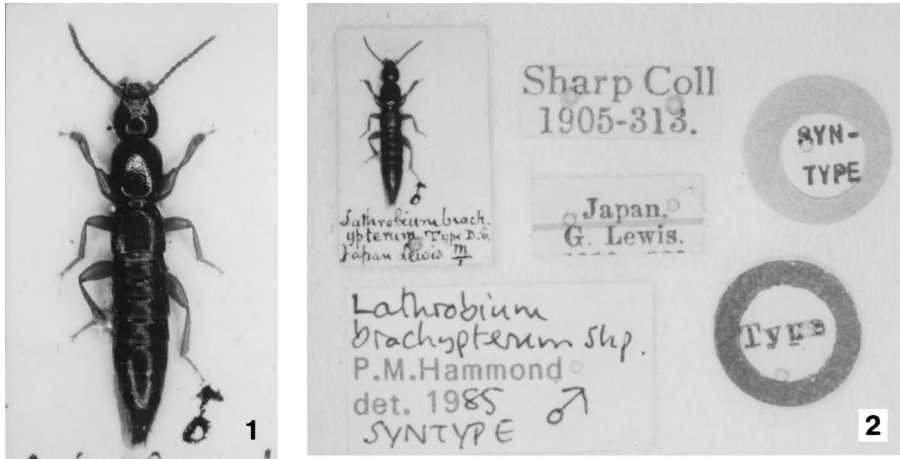 1
♂
Lathrobium brach-
ypterum Type D.S.
Japan Lewis
Sharp Coll
1905-313.
Japan.
G. Lewis.
SYN-
TYPE
Type
Lathrobium
brachypterum Shp.
P.M.Hammond
det. 1985 ♂
SYNTYPE
2